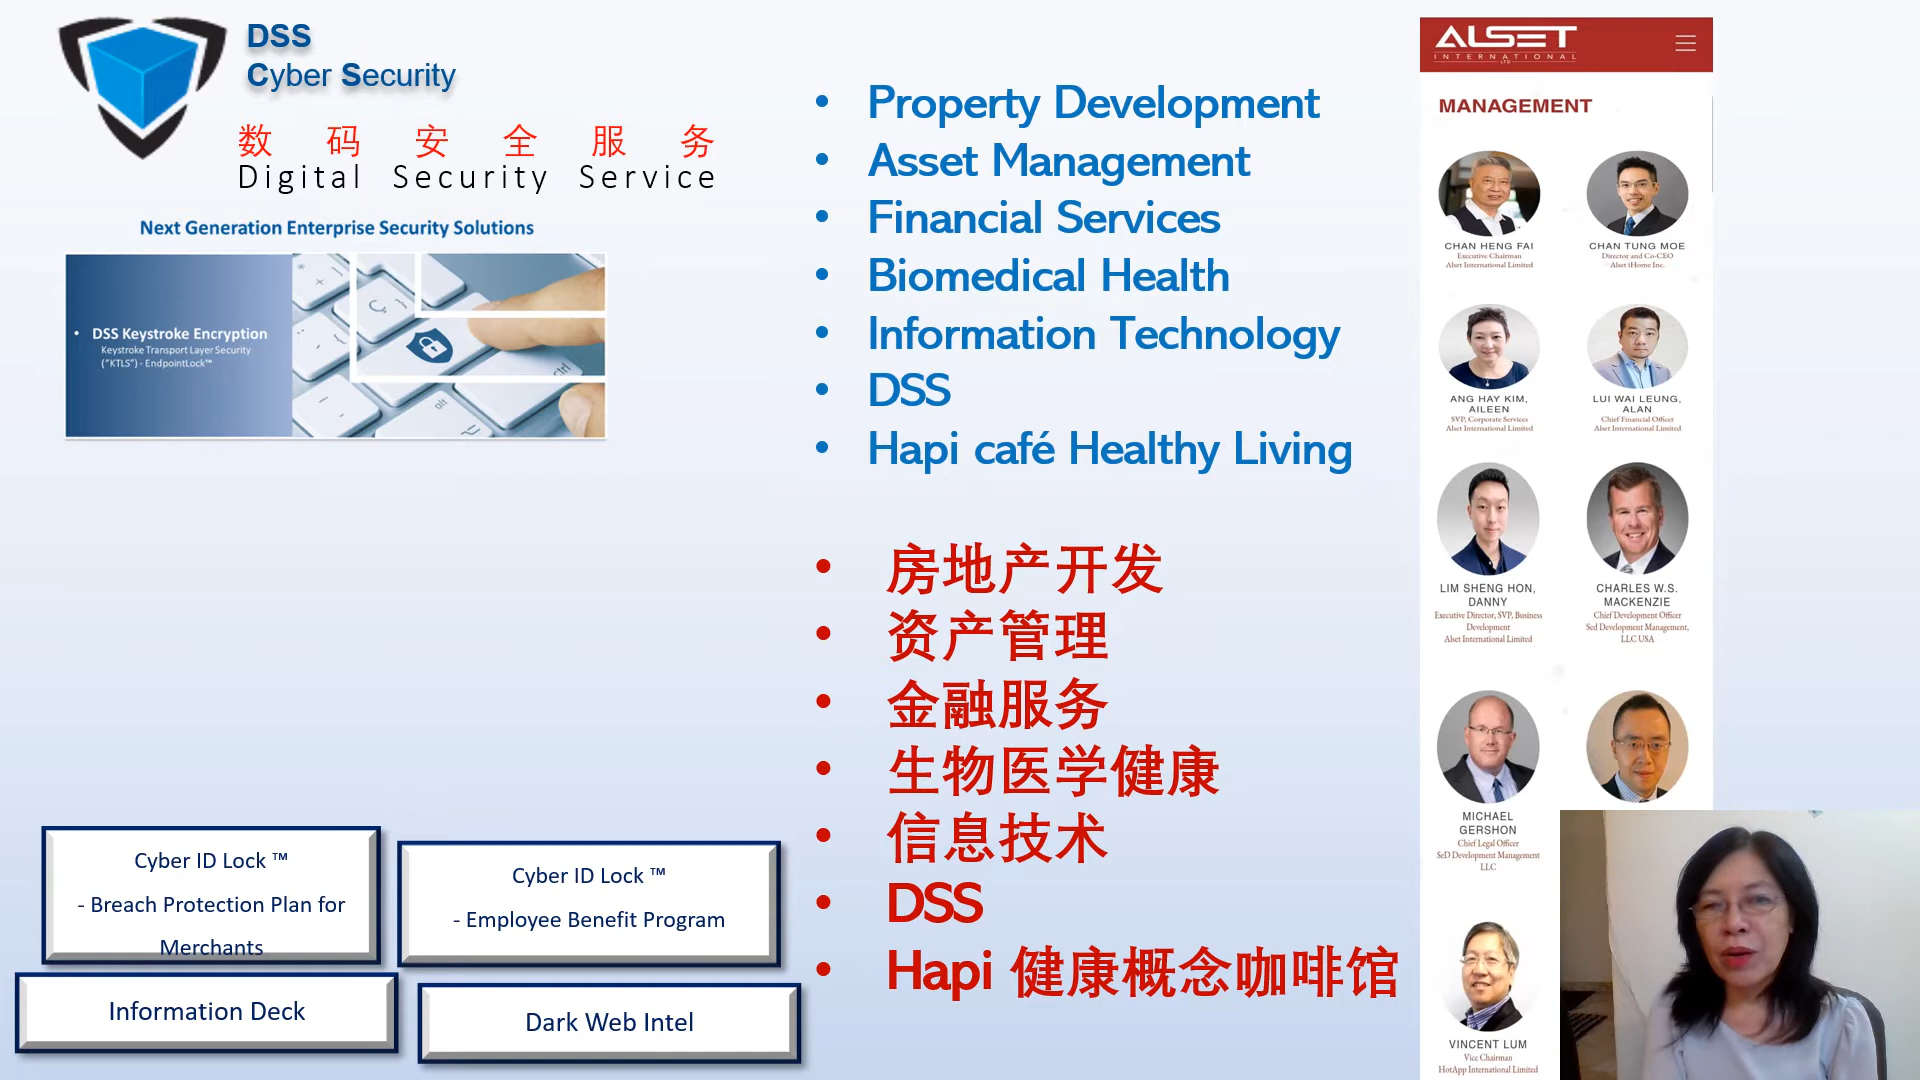 DSS
Cyber Security
数码安全服务
Digital Security Service
Next Generation Enterprise Security Solutions
• DSS Keystroke Encryption
Keystroke Transport Layer Security
("KTLS") - EndpointLock™
alt
ctrl
Cyber ID Lock ™
- Breach Protection Plan for
Merchants
Cyber ID Lock ™
- Employee Benefit Program
Information Deck
Dark Web Intel
• Property Development
• Asset Management
• Financial Services
• Biomedical Health
• Information Technology
• DSS
• Hapi café Healthy Living
• 房地产开发
• 资产管理
• 金融服务
• 生物医学健康
• 信息技术
• DSS
• Hapi 健康概念咖啡馆
ALSET
INTERNATIONAL
LTD
MANAGEMENT
CHAN HENG FAI
Executive Chairman
Alset International Limited
CHAN TUNG MOE
Director and Co-CEO
Alset iHome Inc.
ANG HAY KIM,
AILEEN
SVP, Corporate Services
Alset International Limited
LUI WAI LEUNG,
ALAN
Chief Financial Officer
Alset International Limited
LIM SHENG HON,
DANNY
Executive Director, SVP, Business
Development
Alset International Limited
CHARLES W.S.
MACKENZIE
Chief Development Officer
Sed Development Management,
LLC USA
MICHAEL
GERSHON
Chief Legal Officer
SeD Development Management
LLC
VINCENT LUM
Vice Chairman
HotApp International Limited